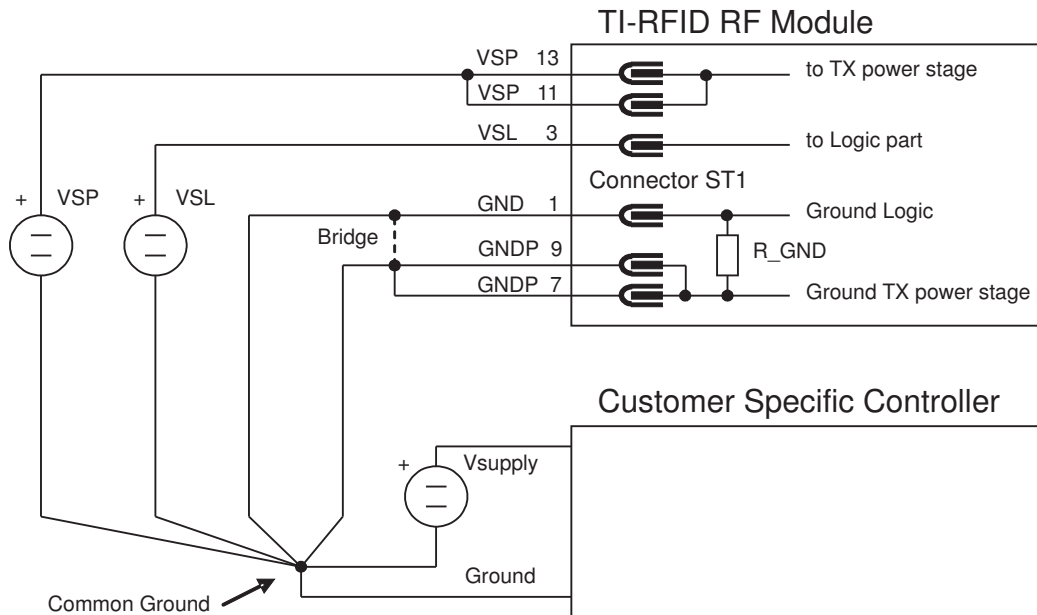 TI-RFID RF Module
VSP 13
to TX power stage
VSP 11
VSL 3
to Logic part
Connector ST1
+ VSP
+ VSL
GND 1
Ground Logic
Bridge
GNDP 9
R_GND
GNDP 7
Ground TX power stage
Customer Specific Controller
+ Vsupply
Ground
Common Ground